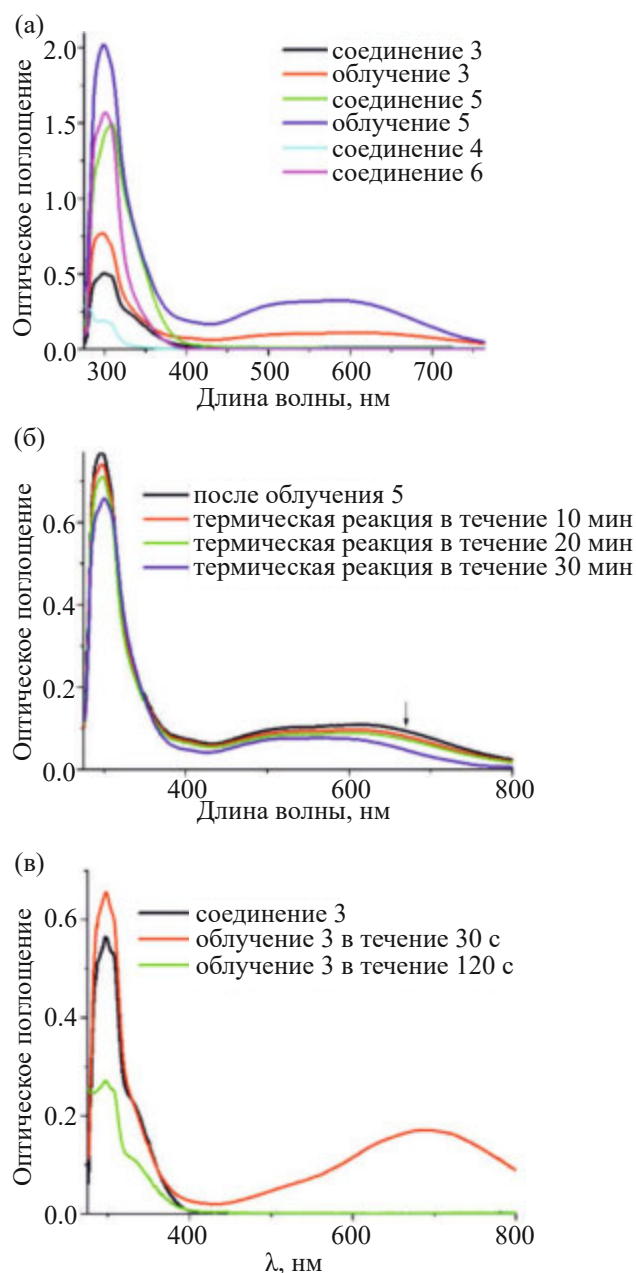 (а)
2.0
1.5
1.0
0.5
0.0
Оптическое поглощение
соединение 3
облучение 3
соединение 5
облучение 5
соединение 4
соединение 6
300 400 500 600 700
Длина волны, нм
(б)
0.6
0.4
0.2
0.0
Оптическое поглощение
после облучения 5
термическая реакция в течение 10 мин
термическая реакция в течение 20 мин
термическая реакция в течение 30 мин
400 600 800
Длина волны, нм
(в)
0.6
0.4
0.2
0.0
Оптическое поглощение
соединение 3
облучение 3 в течение 30 с
облучение 3 в течение 120 с
400 600 800
λ, нм